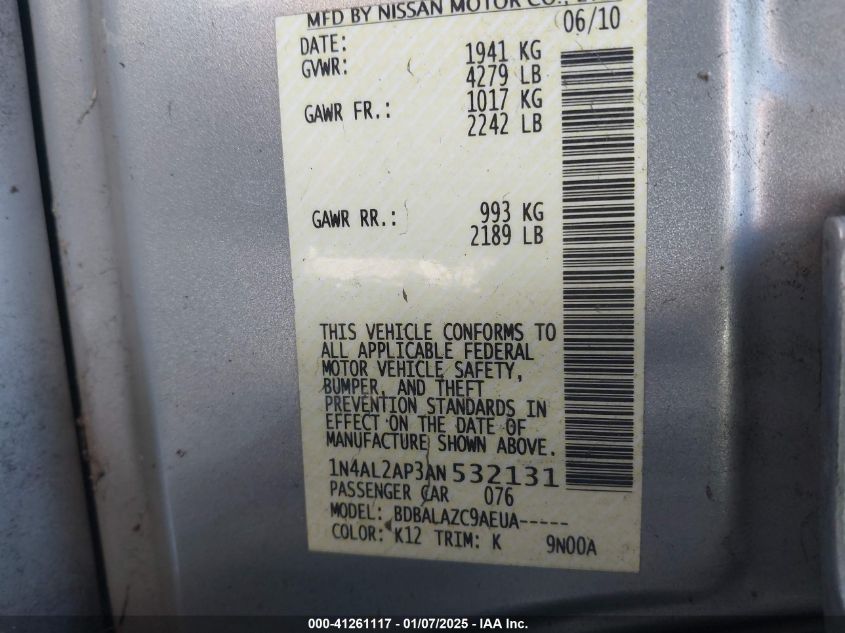 MFD BY NISSAN MOTOR CO.,
DATE: 06/10
GVWR: 1941 KG
4279 LB
GAWR FR.: 1017 KG
2242 LB
GAWR RR.: 993 KG
2189 LB
THIS VEHICLE CONFORMS TO
ALL APPLICABLE FEDERAL
MOTOR VEHICLE SAFETY,
BUMPER, AND THEFT
PREVENTION STANDARDS IN
EFFECT ON THE DATE OF
MANUFACTURE SHOWN ABOVE.
1N4AL2AP3AN532131
PASSENGER CAR 076
MODEL: BDBALAZC9AEUA-----
COLOR: K12 TRIM: K 9N00A
000-41261117 - 01/07/2025 - IAA Inc.